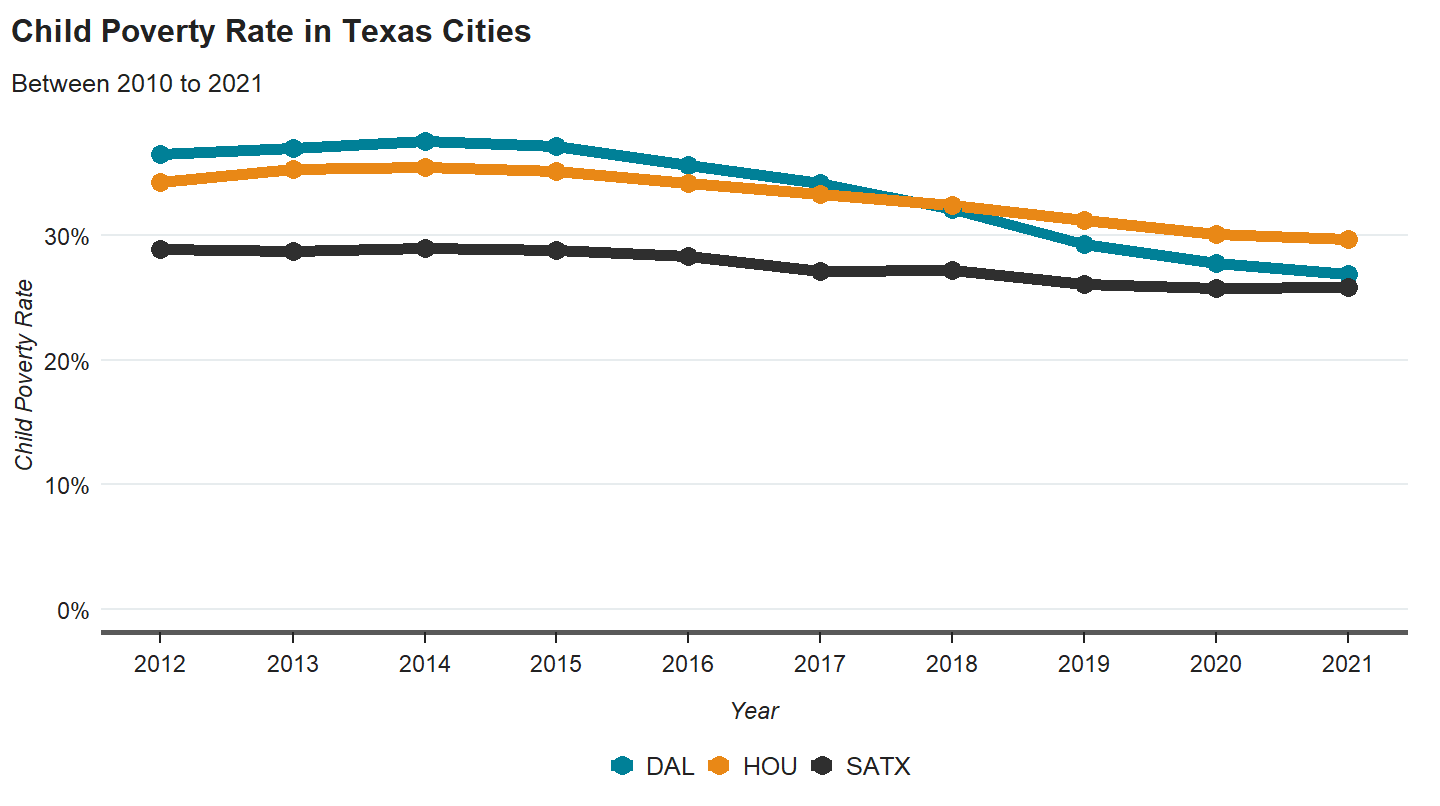 Child Poverty Rate in Texas Cities
Between 2010 to 2021
Child Poverty Rate
30%
20%
10%
0%
2012 2013 2014 2015 2016 2017 2018 2019 2020 2021
Year
DAL HOU SATX